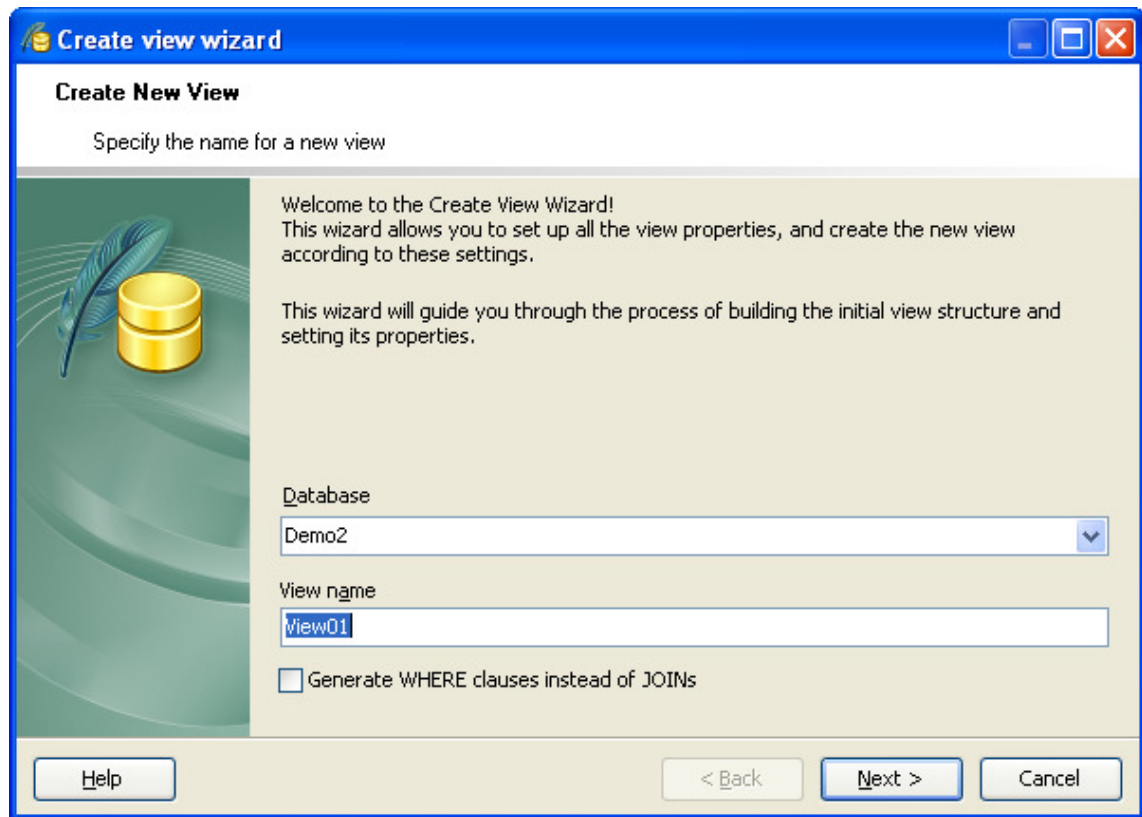 Create view wizard
Create New View
Specify the name for a new view
Welcome to the Create View Wizard!
This wizard allows you to set up all the view properties, and create the new view
according to these settings.
This wizard will guide you through the process of building the initial view structure and
setting its properties.
Database
Demo2
View name
View01
Generate WHERE clauses instead of JOINs
Help
< Back
Next >
Cancel